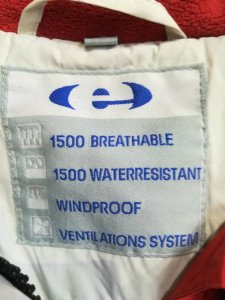 e
1500 BREATHABLE
1500 WATERRESISTANT
WINDPROOF
VENTILATIONS SYSTEM